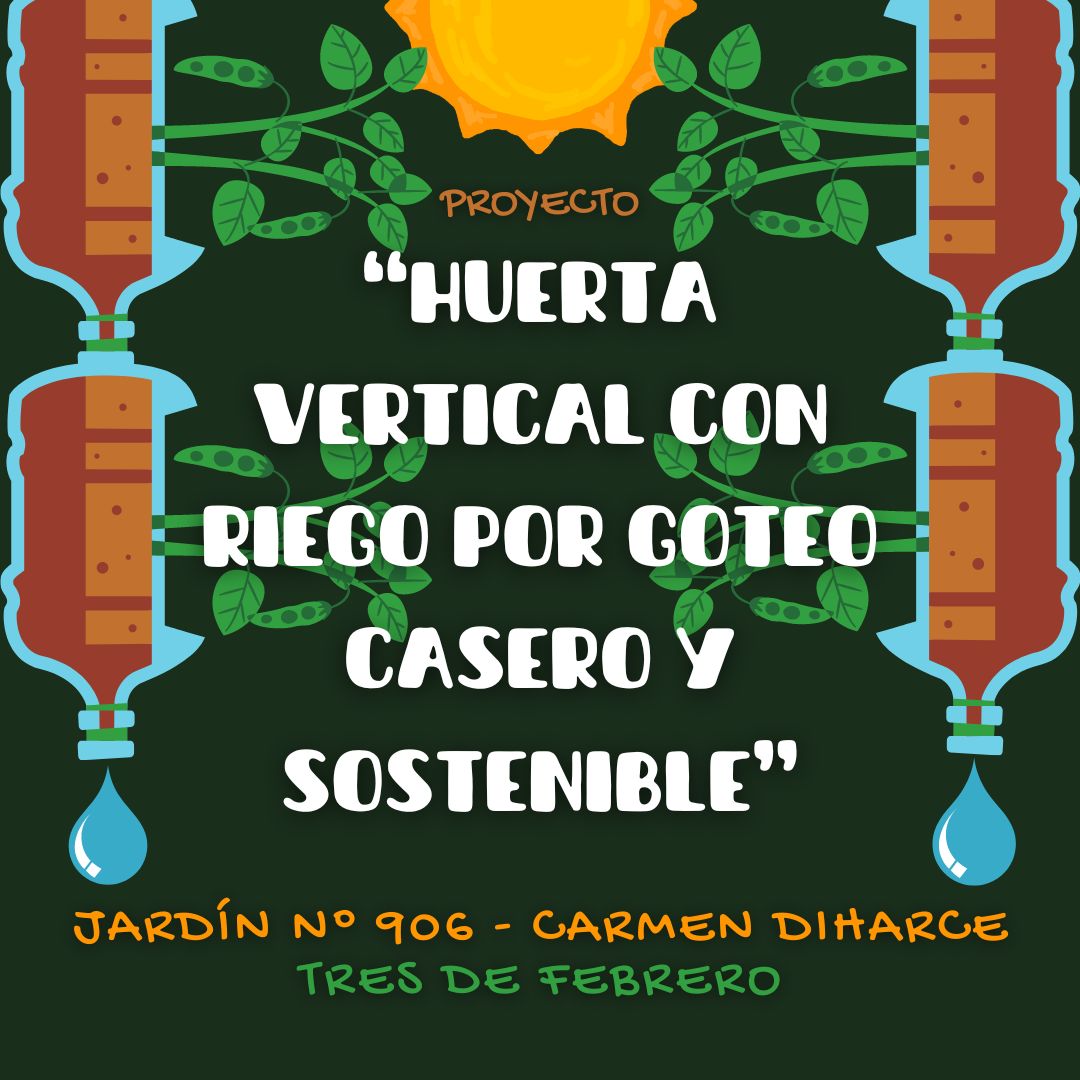 PROYECTO
“HUERTA
VERTICAL CON
RIEGO POR GOTEO
CASERO Y
SOSTENIBLE”
JARDÍN Nº 906 - CARMEN DIHARCE
TRES DE FEBRERO